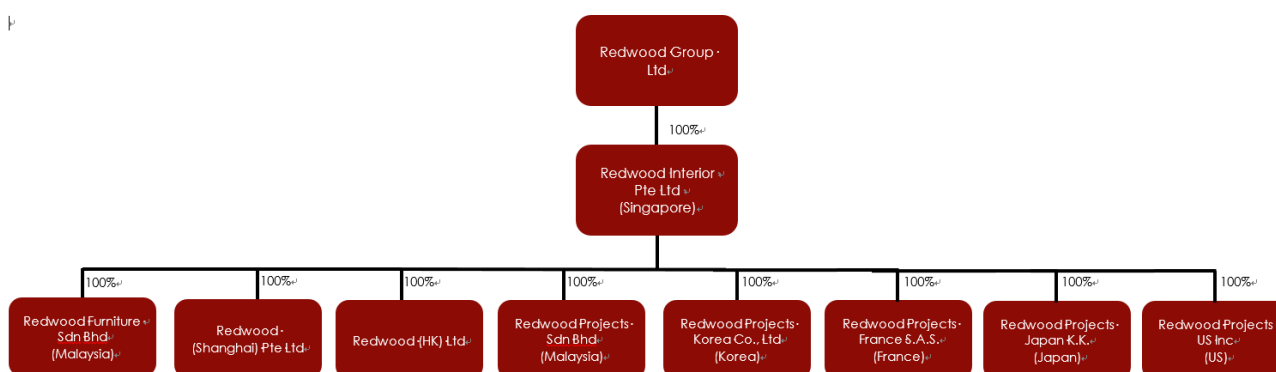 Redwood Group
Ltd
100%
Redwood Interior
Pte Ltd
(Singapore)
100%
100%
100%
100%
100%
100%
100%
100%
Redwood Furniture
Sdn Bhd
(Malaysia)
Redwood
(Shanghai) Pte Ltd
Redwood (HK) Ltd
Redwood Projects
Sdn Bhd
(Malaysia)
Redwood Projects
Korea Co., Ltd
(Korea)
Redwood Projects
France S.A.S.
(France)
Redwood Projects
Japan K.K.
(Japan)
Redwood Projects
US Inc
(US)